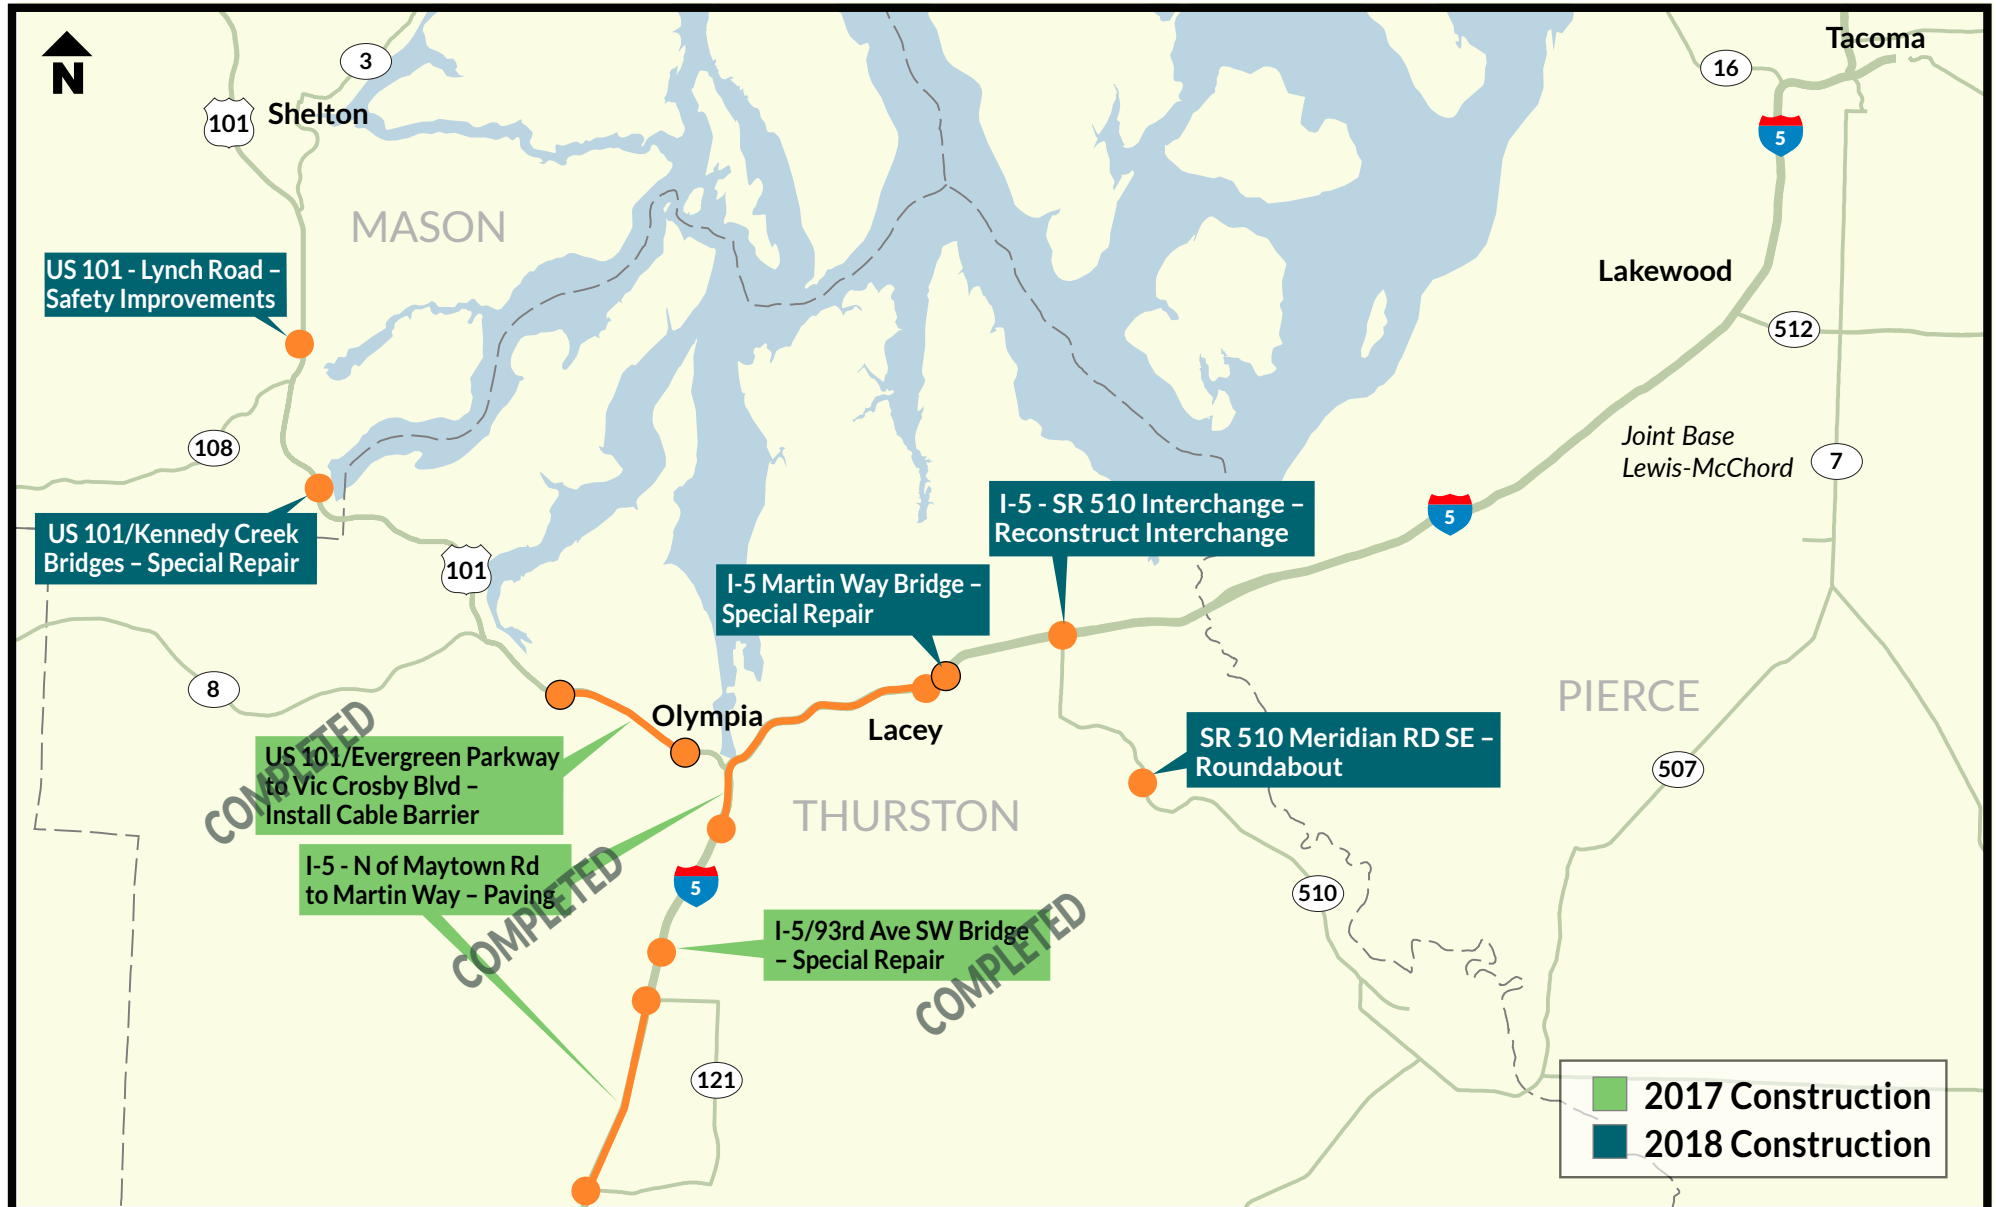 Tacoma
N
3
16
101
Shelton
5
MASON
US 101 - Lynch Road –
Safety Improvements
Lakewood
512
108
Joint Base
Lewis-McChord
7
I-5 - SR 510 Interchange –
Reconstruct Interchange
5
US 101/Kennedy Creek
Bridges – Special Repair
101
I-5 Martin Way Bridge –
Special Repair
8
PIERCE
Olympia
Lacey
SR 510 Meridian RD SE –
Roundabout
US 101/Evergreen Parkway
to Vic Crosby Blvd –
Install Cable Barrier
COMPLETED
507
THURSTON
I-5 - N of Maytown Rd
to Martin Way – Paving
COMPLETED
5
510
I-5/93rd Ave SW Bridge
– Special Repair
COMPLETED
121
2017 Construction
2018 Construction